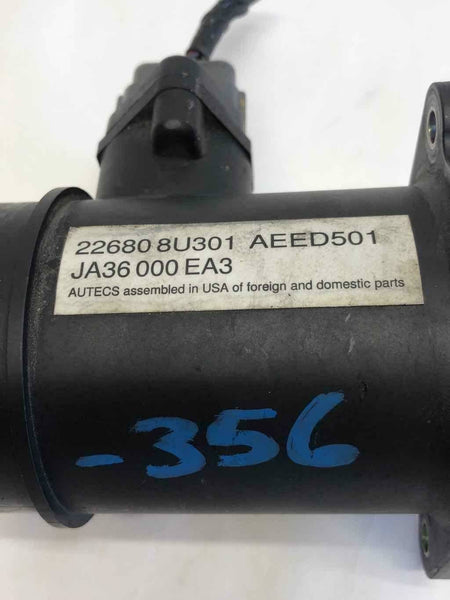 22680 8U301 AEED501
JA36 000 EA3
AUTECS assembled in USA of foreign and domestic parts
-356